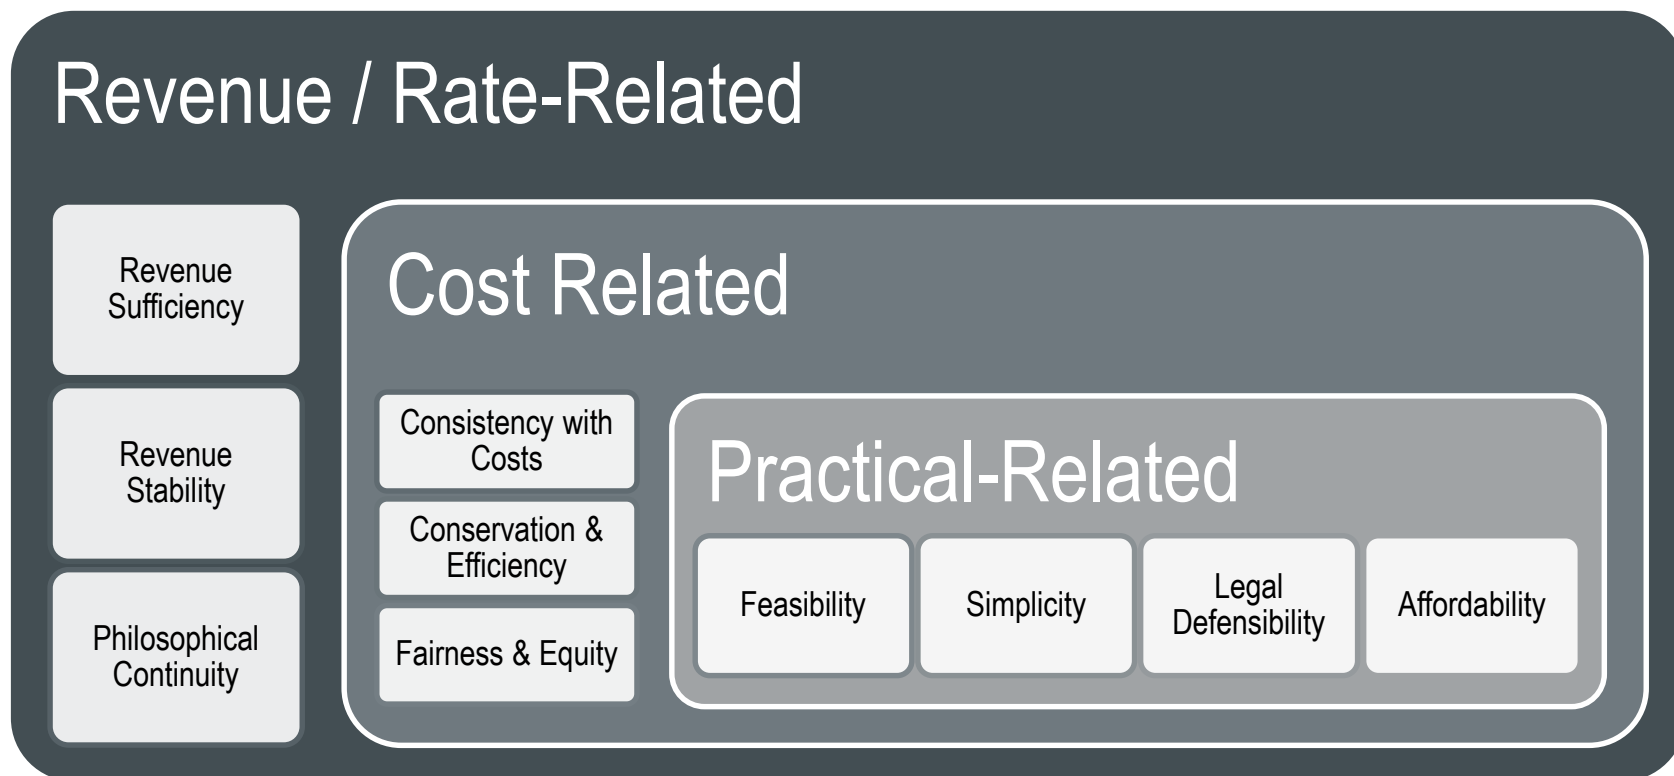 Revenue / Rate-Related
Revenue
Sufficiency
Revenue
Stability
Philosophical
Continuity
Cost Related
Consistency with
Costs
Conservation &
Efficiency
Fairness & Equity
Practical-Related
Feasibility
Simplicity
Legal
Defensibility
Affordability